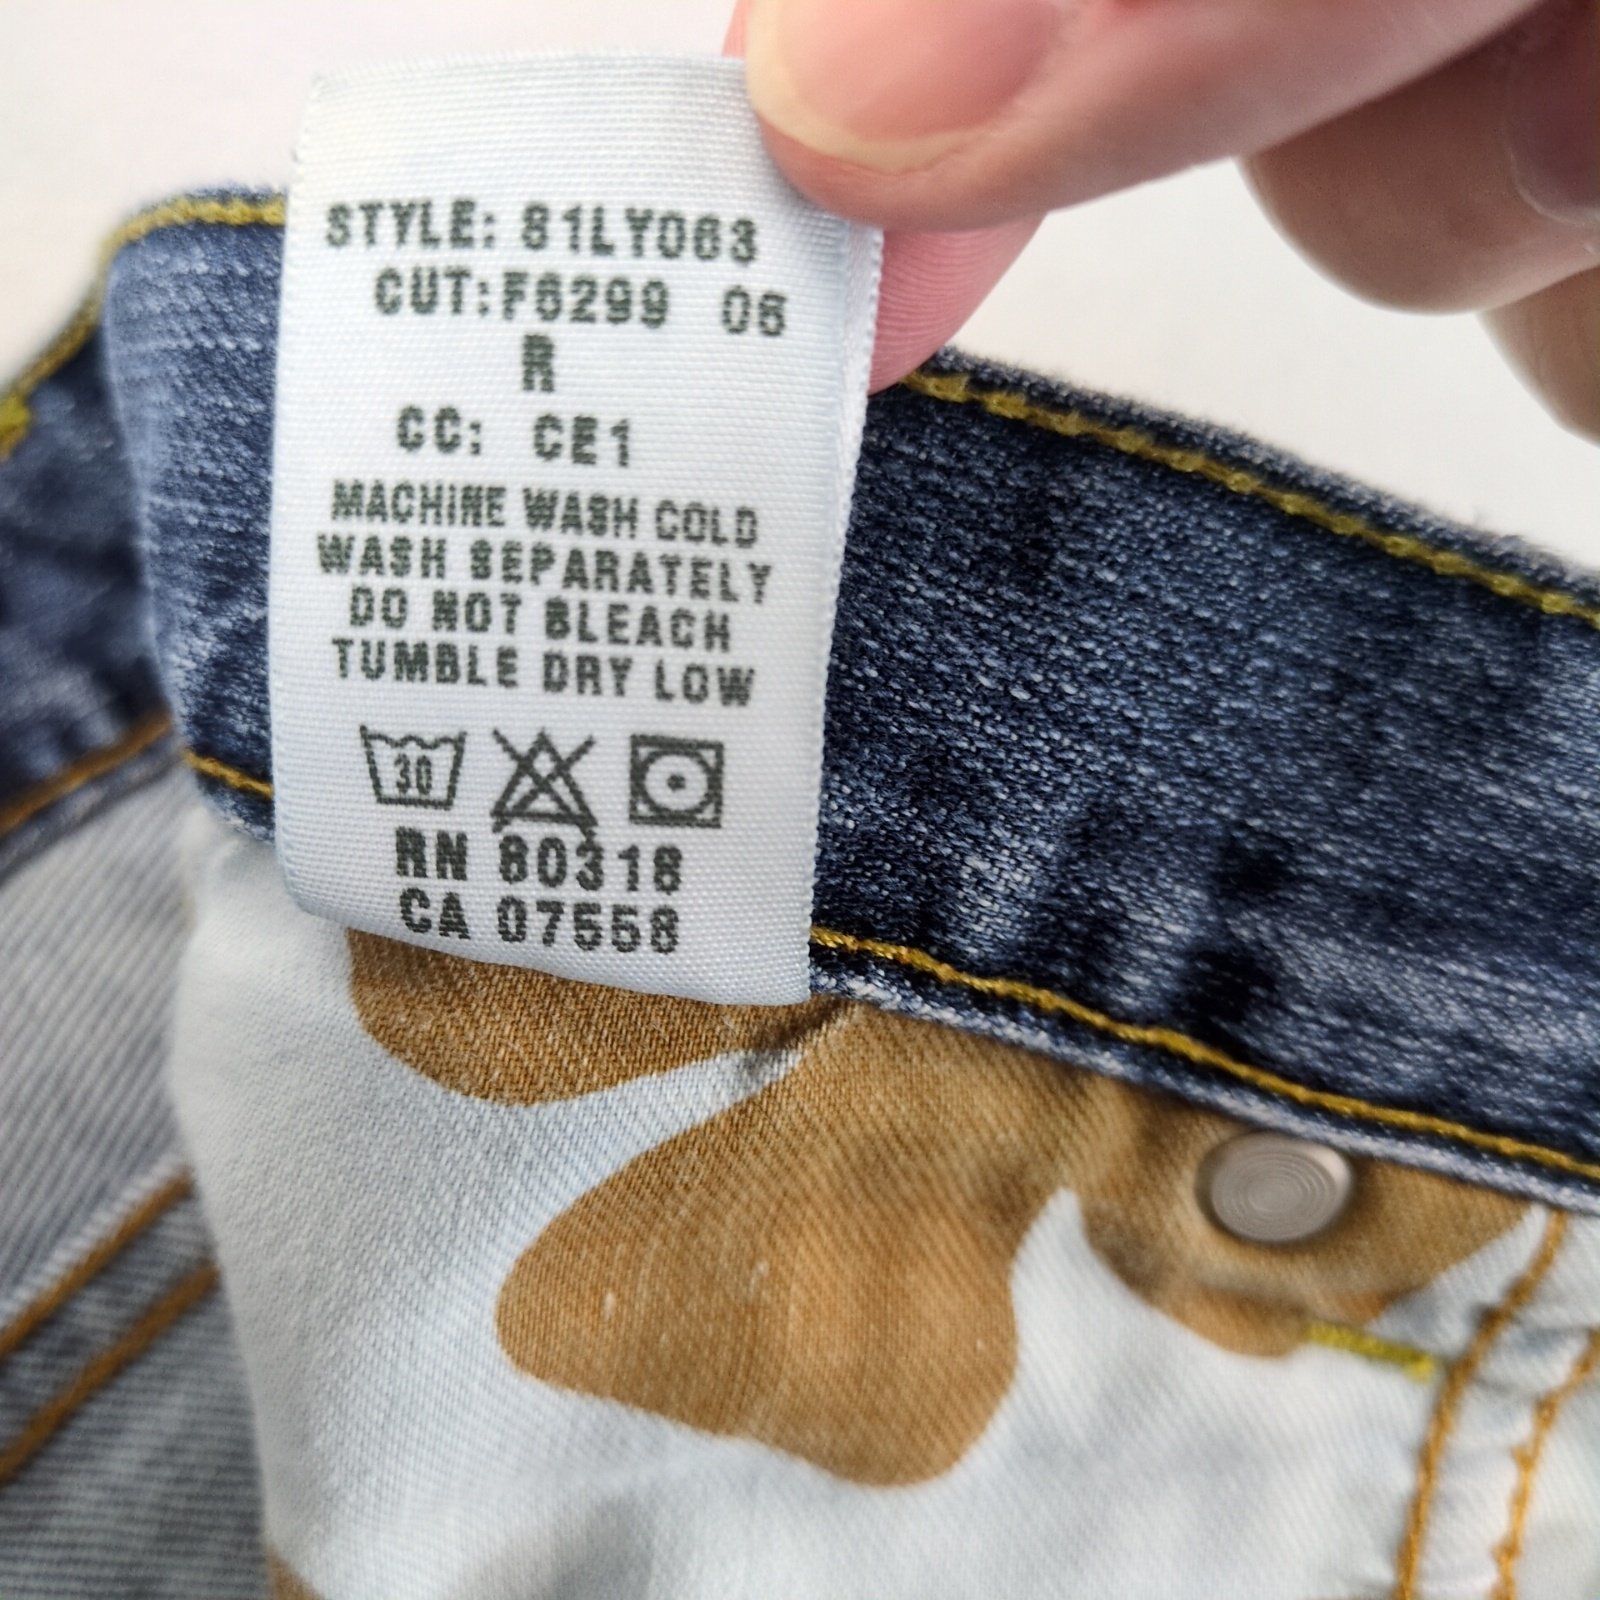 STYLE: 81LY063
CUT:F6299 06
R
CC: CE1
MACHINE WASH COLD
WASH SEPARATELY
DO NOT BLEACH
TUMBLE DRY LOW
30
RN 80318
CA 07558